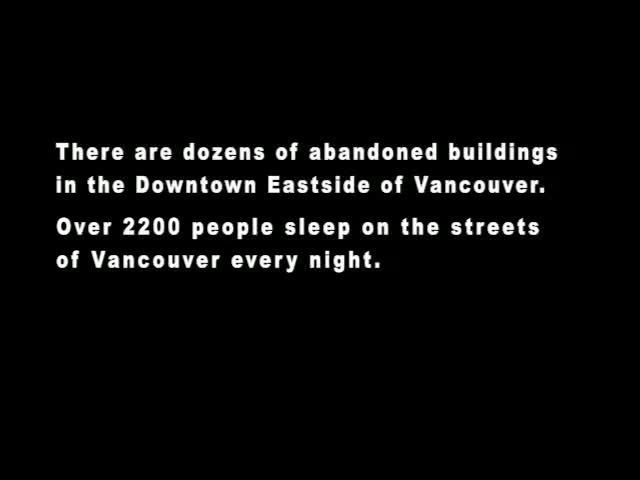 There are dozens of abandoned buildings
in the Downtown Eastside of Vancouver.
Over 2200 people sleep on the streets
of Vancouver every night.